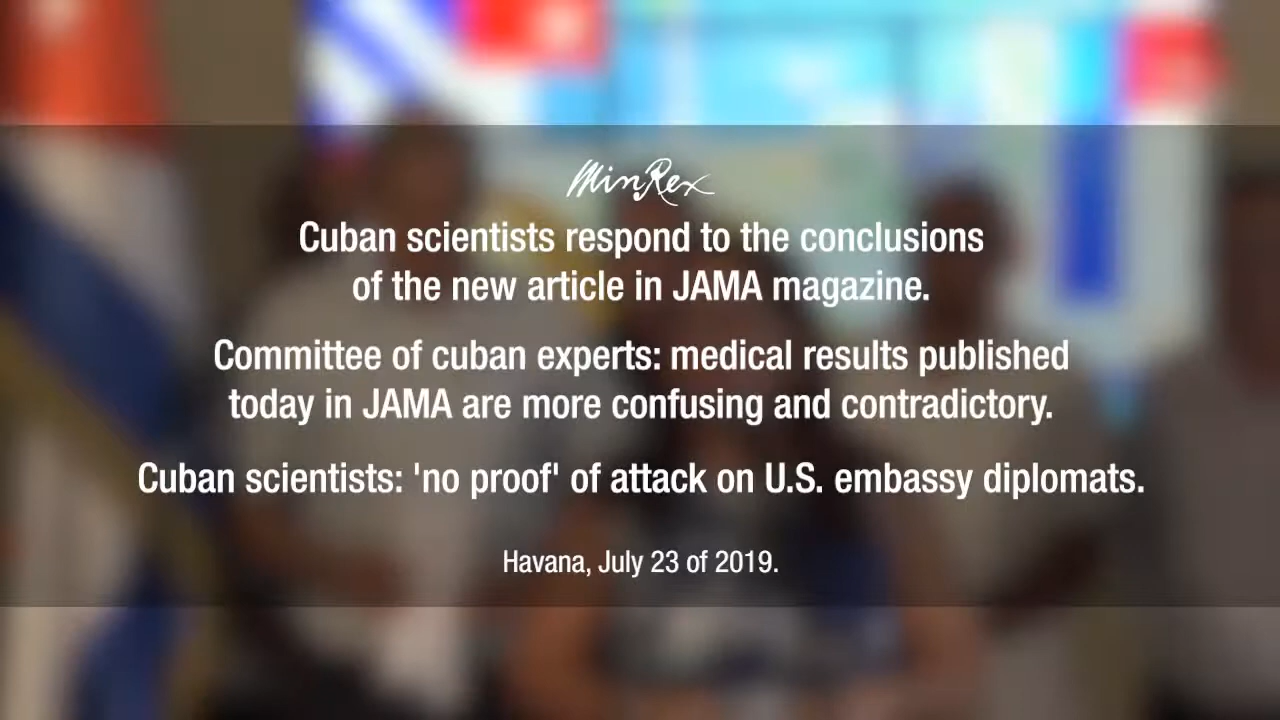 MinRex
Cuban scientists respond to the conclusions
of the new article in JAMA magazine.
Committee of cuban experts: medical results published
today in JAMA are more confusing and contradictory.
Cuban scientists: 'no proof' of attack on U.S. embassy diplomats.
Havana, July 23 of 2019.